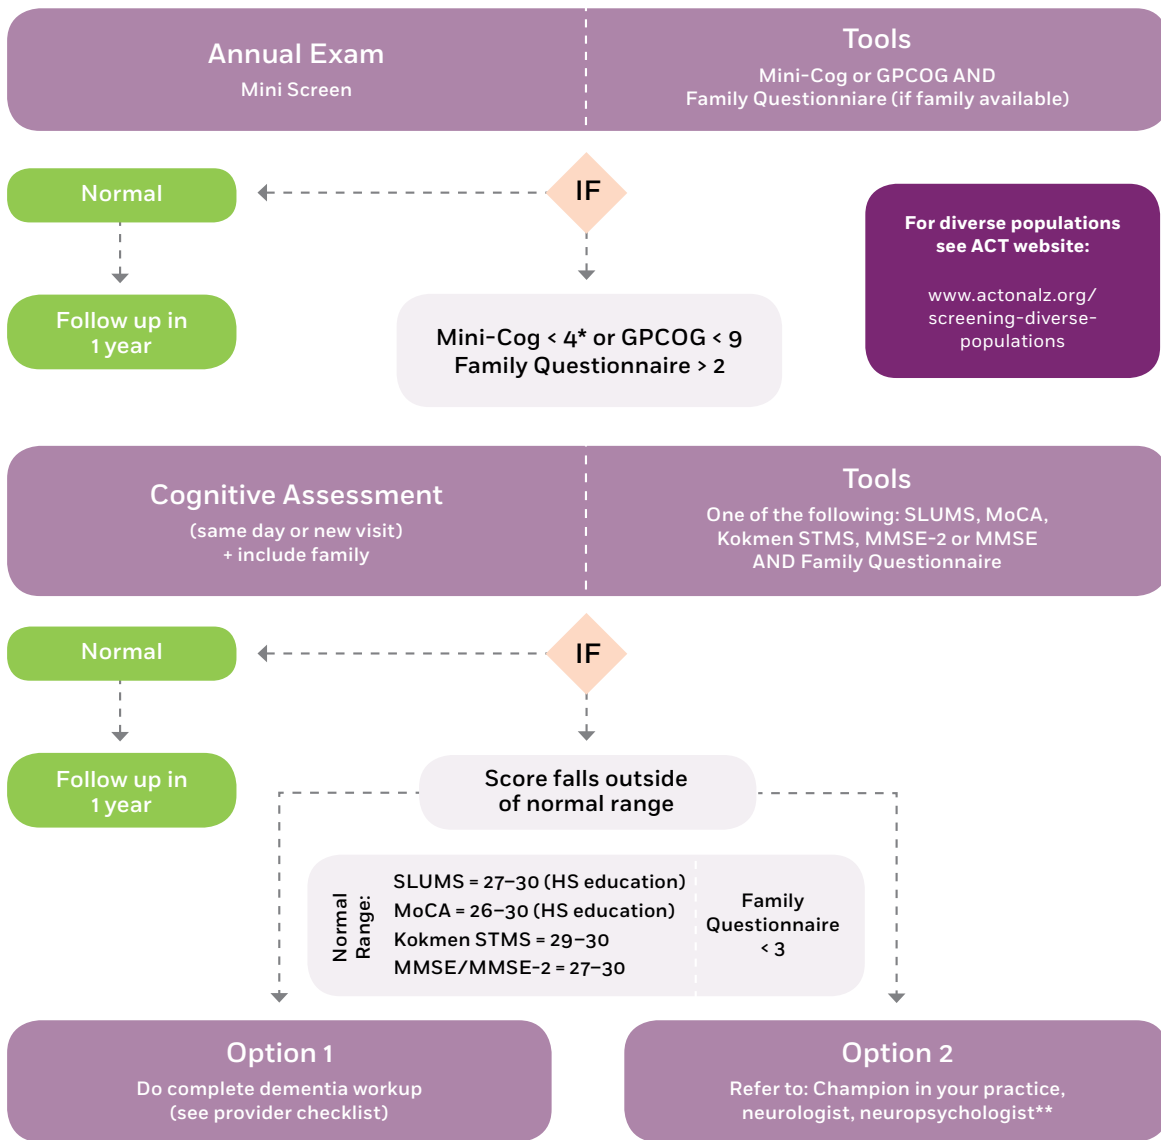 Annual Exam
Mini Screen
Tools
Mini-Cog or GPCOG AND
Family Questionniare (if family available)
Normal
IF
For diverse populations
see ACT website:
www.actonalz.org/
screening-diverse-
populations
Follow up in
1 year
Mini-Cog < 4* or GPCOG < 9
Family Questionnaire > 2
Cognitive Assessment
(same day or new visit)
+ include family
Tools
One of the following: SLUMS, MoCA,
Kokmen STMS, MMSE-2 or MMSE
AND Family Questionnaire
Normal
IF
Follow up in
1 year
Score falls outside
of normal range
Normal
Range:
SLUMS = 27–30 (HS education)
MoCA = 26–30 (HS education)
Kokmen STMS = 29–30
MMSE/MMSE-2 = 27–30
Family
Questionnaire
< 3
Option 1
Do complete dementia workup
(see provider checklist)
Option 2
Refer to: Champion in your practice,
neurologist, neuropsychologist**